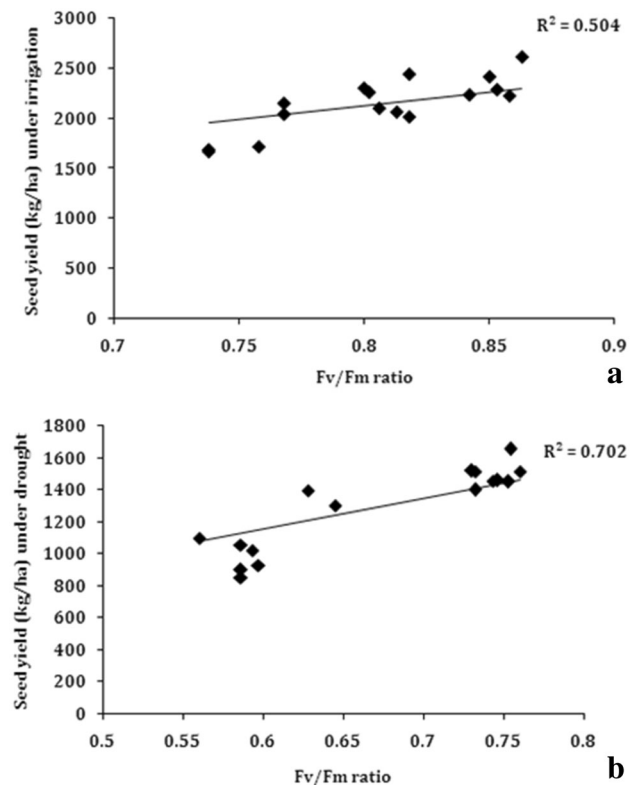 R² = 0.504
Seed yield (kg/ha) under irrigation
3000
2500
2000
1500
1000
500
0
0.7 0.75 0.8 0.85 0.9
Fv/Fm ratio
a
R² = 0.702
Seed yield (kg/ha) under drought
1800
1600
1400
1200
1000
800
600
400
200
0
0.5 0.55 0.6 0.65 0.7 0.75 0.8
Fv/Fm ratio
b